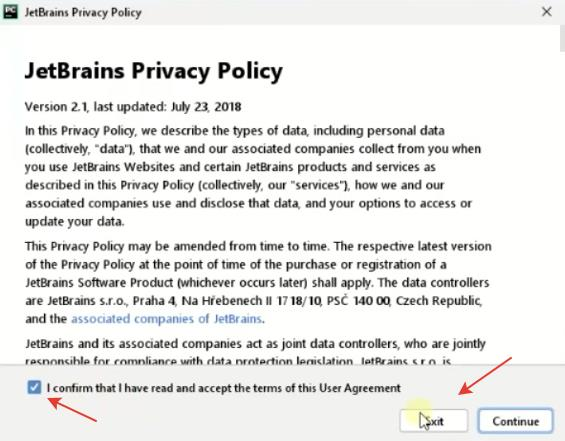 PC JetBrains Privacy Policy
JetBrains Privacy Policy
Version 2.1, last updated: July 23, 2018
In this Privacy Policy, we describe the types of data, including personal data
(collectively, "data"), that we and our associated companies collect from you when
you use JetBrains Websites and certain JetBrains products and services as
described in this Privacy Policy (collectively, our "services"), how we and our
associated companies use and disclose that data, and your options to access or
update your data.
This Privacy Policy may be amended from time to time. The respective latest version
of the Privacy Policy at the point of time of the purchase or registration of a
JetBrains Software Product (whichever occurs later) shall apply. The data controllers
are JetBrains s.r.o., Praha 4, Na Hřebenech II 1718/10, PSČ 140 00, Czech Republic,
and the associated companies of JetBrains.
JetBrains and its associated companies act as joint data controllers, who are jointly
responsible for compliance with data protection legislation. JetBrains s.r.o. is
I confirm that I have read and accept the terms of this User Agreement
Exit Continue